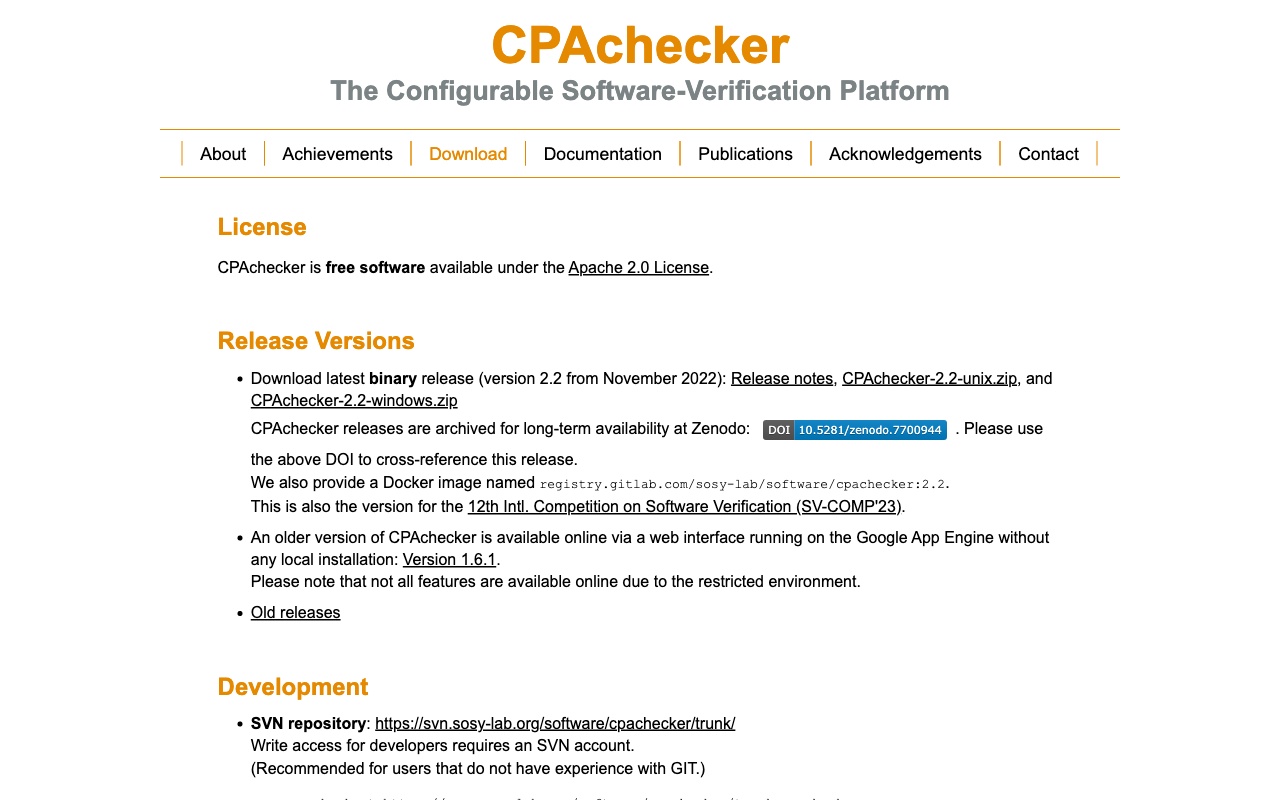 CPAchecker
The Configurable Software-Verification Platform
About
Achievements
Download
Documentation
Publications
Acknowledgements
Contact
License
CPAchecker is free software available under the Apache 2.0 License.
Release Versions
• Download latest binary release (version 2.2 from November 2022): Release notes, CPAchecker-2.2-unix.zip, and
CPAchecker-2.2-windows.zip
CPAchecker releases are archived for long-term availability at Zenodo: DOI 10.5281/zenodo.7700944 . Please use
the above DOI to cross-reference this release.
We also provide a Docker image named registry.gitlab.com/sosy-lab/software/cpachecker:2.2.
This is also the version for the 12th Intl. Competition on Software Verification (SV-COMP'23).
• An older version of CPAchecker is available online via a web interface running on the Google App Engine without
any local installation: Version 1.6.1.
Please note that not all features are available online due to the restricted environment.
• Old releases
Development
• SVN repository: https://svn.sosy-lab.org/software/cpachecker/trunk/
Write access for developers requires an SVN account.
(Recommended for users that do not have experience with GIT.)